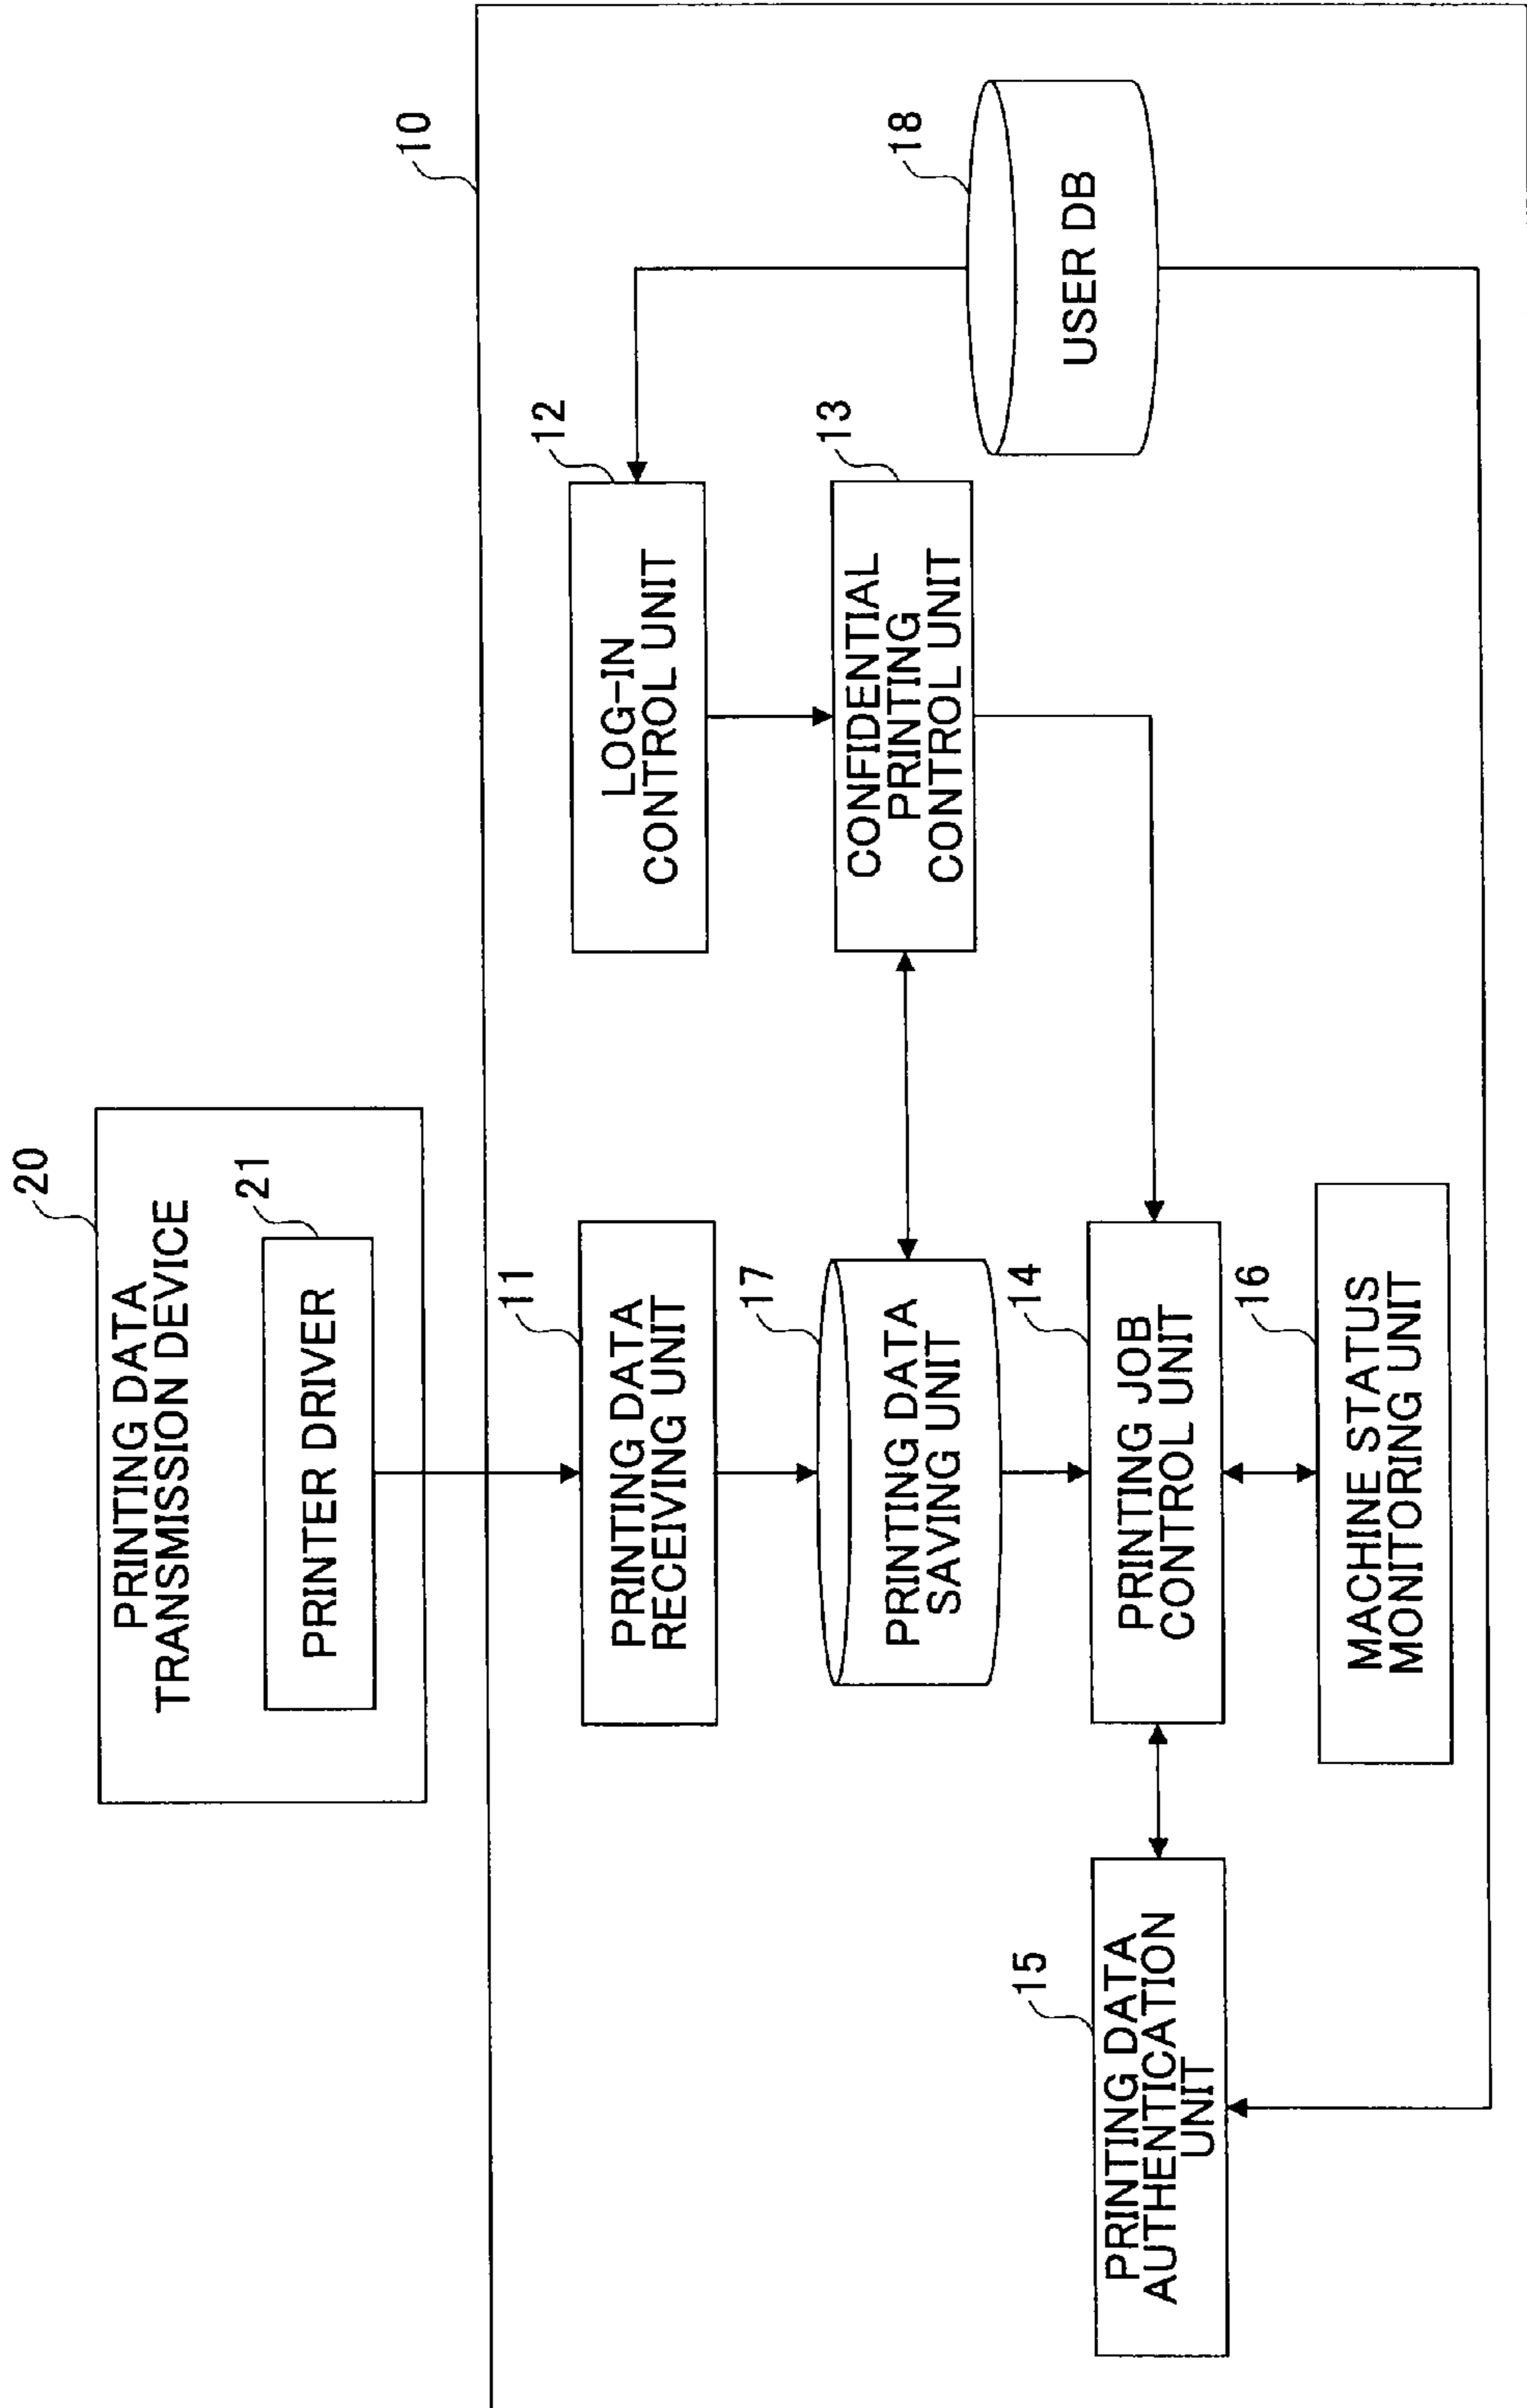 20
PRINTING DATA
TRANSMISSION DEVICE
21
PRINTER DRIVER
10
11
PRINTING DATA
RECEIVING UNIT
12
LOG-IN
CONTROL UNIT
17
PRINTING DATA
SAVING UNIT
13
CONFIDENTIAL
PRINTING
CONTROL UNIT
18
USER DB
15
PRINTING DATA
AUTHENTICATION
UNIT
14
PRINTING JOB
CONTROL UNIT
16
MACHINE STATUS
MONITORING UNIT